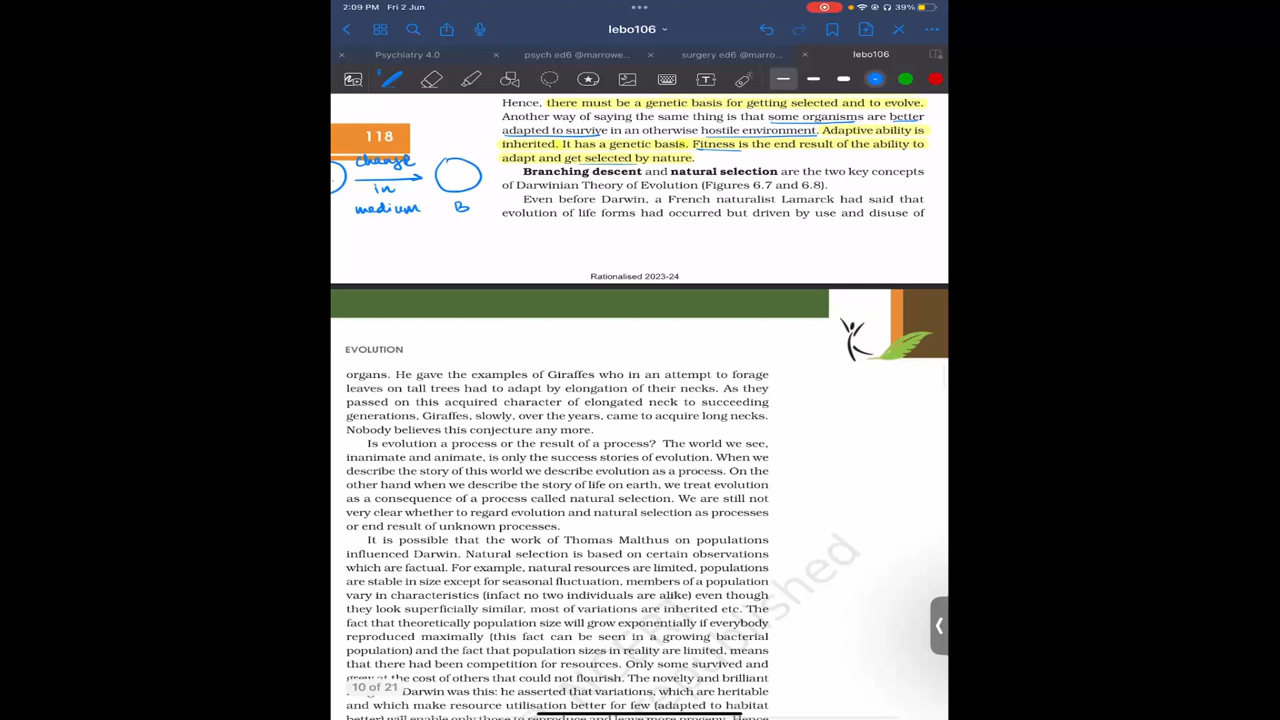 2:09 PM Fri 2 Jun
39%
lebo106
Psychiatry 4.0
psych ed6 @marrowe...
surgery ed6 @marro...
lebo106
Hence, there must be a genetic basis for getting selected and to evolve.
Another way of saying the same thing is that some organisms are better
adapted to survive in an otherwise hostile environment. Adaptive ability is
inherited. It has a genetic basis. Fitness is the end result of the ability to
adapt and get selected by nature.
Branching descent and natural selection are the two key concepts
of Darwinian Theory of Evolution (Figures 6.7 and 6.8).
Even before Darwin, a French naturalist Lamarck had said that
evolution of life forms had occurred but driven by use and disuse of
118
change
in
medium
B
Rationalised 2023-24
EVOLUTION
organs. He gave the examples of Giraffes who in an attempt to forage
leaves on tall trees had to adapt by elongation of their necks. As they
passed on this acquired character of elongated neck to succeeding
generations, Giraffes, slowly, over the years, came to acquire long necks.
Nobody believes this conjecture any more.
Is evolution a process or the result of a process? The world we see,
inanimate and animate, is only the success stories of evolution. When we
describe the story of this world we describe evolution as a process. On the
other hand when we describe the story of life on earth, we treat evolution
as a consequence of a process called natural selection. We are still not
very clear whether to regard evolution and natural selection as processes
or end result of unknown processes.
It is possible that the work of Thomas Malthus on populations
influenced Darwin. Natural selection is based on certain observations
which are factual. For example, natural resources are limited, populations
are stable in size except for seasonal fluctuation, members of a population
vary in characteristics (infact no two individuals are alike) even though
they look superficially similar, most of variations are inherited etc. The
fact that theoretically population size will grow exponentially if everybody
reproduced maximally (this fact can be seen in a growing bacterial
population) and the fact that population sizes in reality are limited, means
that there had been competition for resources. Only some survived and
grew at the cost of others that could not flourish. The novelty and brilliant
Darwin was this: he asserted that variations, which are heritable
and which make resource utilisation better for few (adapted to habitat
better) will enable only those to reproduce and leave more progeny. Hence
10 of 21